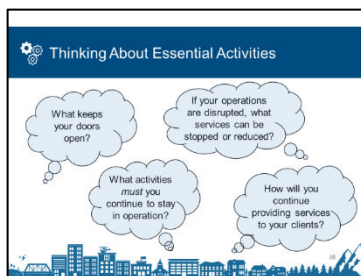 Thinking About Essential Activities
What keeps
your doors
open?
If your operations
are disrupted, what
services can be
stopped or reduced?
What activities
must you
continue to stay
in operation?
How will you
continue
providing services
to your clients?